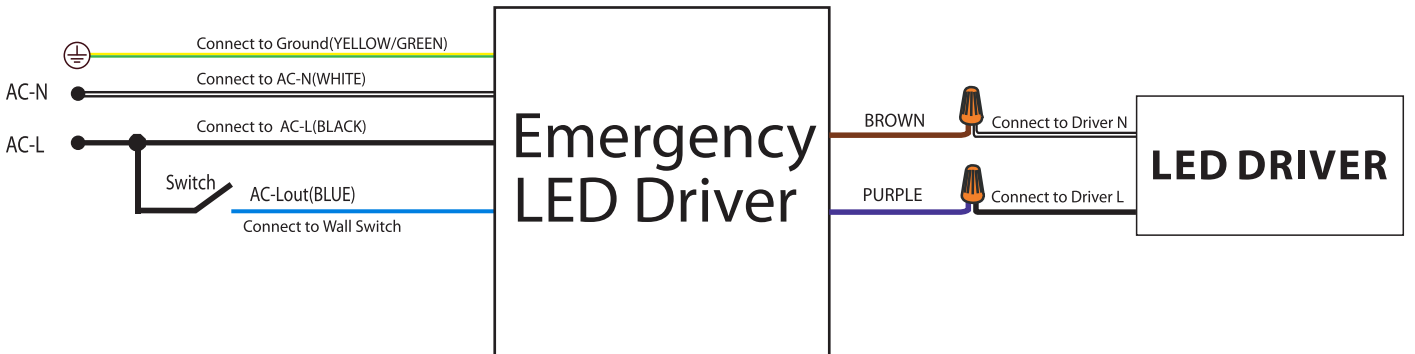 Connect to Ground(YELLOW/GREEN)
AC-N
Connect to AC-N(WHITE)
AC-L
Connect to AC-L(BLACK)
Switch
AC-Lout(BLUE)
Connect to Wall Switch
Emergency
LED Driver
BROWN
Connect to Driver N
PURPLE
Connect to Driver L
LED DRIVER